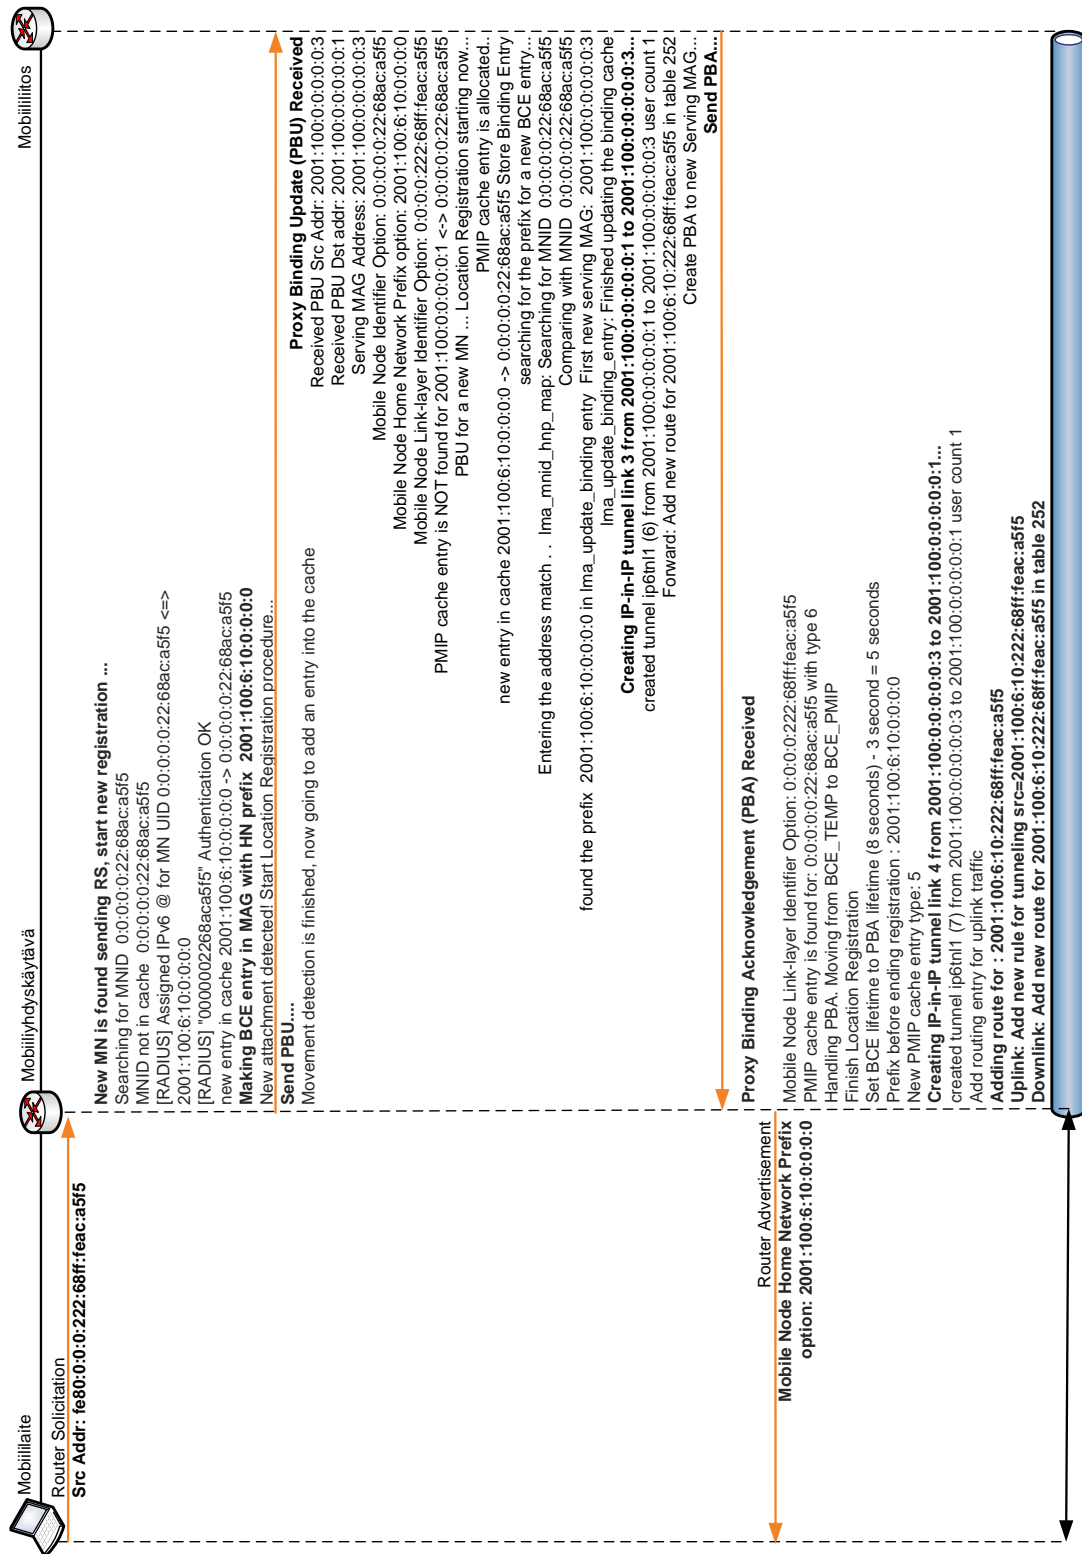 Mobiililaite
Mobiiliyhdyskäytävä
Mobiililiitos
Router Solicitation
Src Addr: fe80:0:0:0:222:68ff:feac:a5f5
New MN is found sending RS, start new registration ...
Searching for MNID  0:0:0:0:0:22:68ac:a5f5
MNID not in cache  0:0:0:0:0:22:68ac:a5f5
[RADIUS] Assigned IPv6 @ for MN UID 0:0:0:0:0:22:68ac:a5f5 <=>
2001:100:6:10:0:0:0:0
[RADIUS] "0000002268aca5f5" Authentication OK
new entry in cache 2001:100:6:10:0:0:0:0 -> 0:0:0:0:0:22:68ac:a5f5
Making BCE entry in MAG with HN prefix  2001:100:6:10:0:0:0:0
New attachment detected! Start Location Registration procedure...
Send PBU....
Movement detection is finished, now going to add an entry into the cache
Proxy Binding Update (PBU) Received
Received PBU Src Addr: 2001:100:0:0:0:0:0:3
Received PBU Dst addr: 2001:100:0:0:0:0:0:1
Serving MAG Address: 2001:100:0:0:0:0:0:3
Mobile Node Identifier Option: 0:0:0:0:0:22:68ac:a5f5
Mobile Node Home Network Prefix option: 2001:100:6:10:0:0:0:0
Mobile Node Link-layer Identifier Option: 0:0:0:0:222:68ff:feac:a5f5
PMIP cache entry is NOT found for 2001:100:0:0:0:0:0:1 <-> 0:0:0:0:0:22:68ac:a5f5
PBU for a new MN ... Location Registration starting now...
PMIP cache entry is allocated...
new entry in cache 2001:100:6:10:0:0:0:0 -> 0:0:0:0:0:22:68ac:a5f5 Store Binding Entry
searching for the prefix for a new BCE entry...
Entering the address match . .  lma_mnid_hnp_map: Searching for MNID  0:0:0:0:0:22:68ac:a5f5
Comparing with MNID  0:0:0:0:0:22:68ac:a5f5
found the prefix  2001:100:6:10:0:0:0:0 in lma_update_binding entry  First new serving MAG:  2001:100:0:0:0:0:0:3
lma_update_binding_entry: Finished updating the binding cache
Creating IP-in-IP tunnel link 3 from 2001:100:0:0:0:0:0:1 to 2001:100:0:0:0:0:0:3...
created tunnel ip6tnl1 (6) from 2001:100:0:0:0:0:0:1 to 2001:100:0:0:0:0:0:3 user count 1
Forward: Add new route for 2001:100:6:10:222:68ff:feac:a5f5 in table 252
Create PBA to new Serving MAG...
Send PBA...
Proxy Binding Acknowledgement (PBA) Received
Router Advertisement
Mobile Node Home Network Prefix
option: 2001:100:6:10:0:0:0:0
Mobile Node Link-layer Identifier Option: 0:0:0:0:222:68ff:feac:a5f5
PMIP cache entry is found for: 0:0:0:0:0:22:68ac:a5f5 with type 6
Handling PBA. Moving from BCE_TEMP to BCE_PMIP
Finish Location Registration
Set BCE lifetime to PBA lifetime (8 seconds) - 3 second = 5 seconds
Prefix before ending registration : 2001:100:6:10:0:0:0:0
New PMIP cache entry type: 5
Creating IP-in-IP tunnel link 4 from 2001:100:0:0:0:0:0:3 to 2001:100:0:0:0:0:0:1...
created tunnel ip6tnl1 (7) from 2001:100:0:0:0:0:0:3 to 2001:100:0:0:0:0:0:1 user count 1
Add routing entry for uplink traffic
Adding route for : 2001:100:6:10:222:68ff:feac:a5f5
Uplink: Add new rule for tunneling src=2001:100:6:10:222:68ff:feac:a5f5
Downlink: Add new route for 2001:100:6:10:222:68ff:feac:a5f5 in table 252